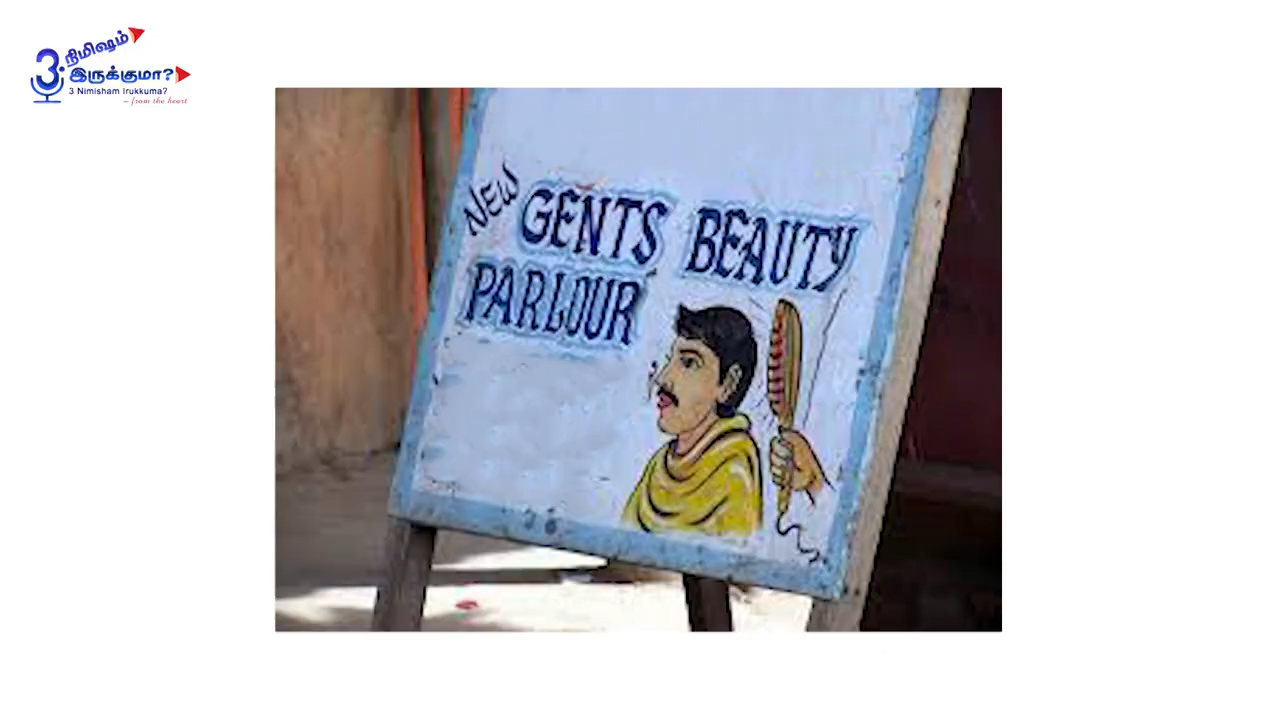 3 நிமிஷம்
இருக்குமா?
3 Nimisham Irukkuma?
– from the heart
NEW GENTS BEAUTY
PARLOUR